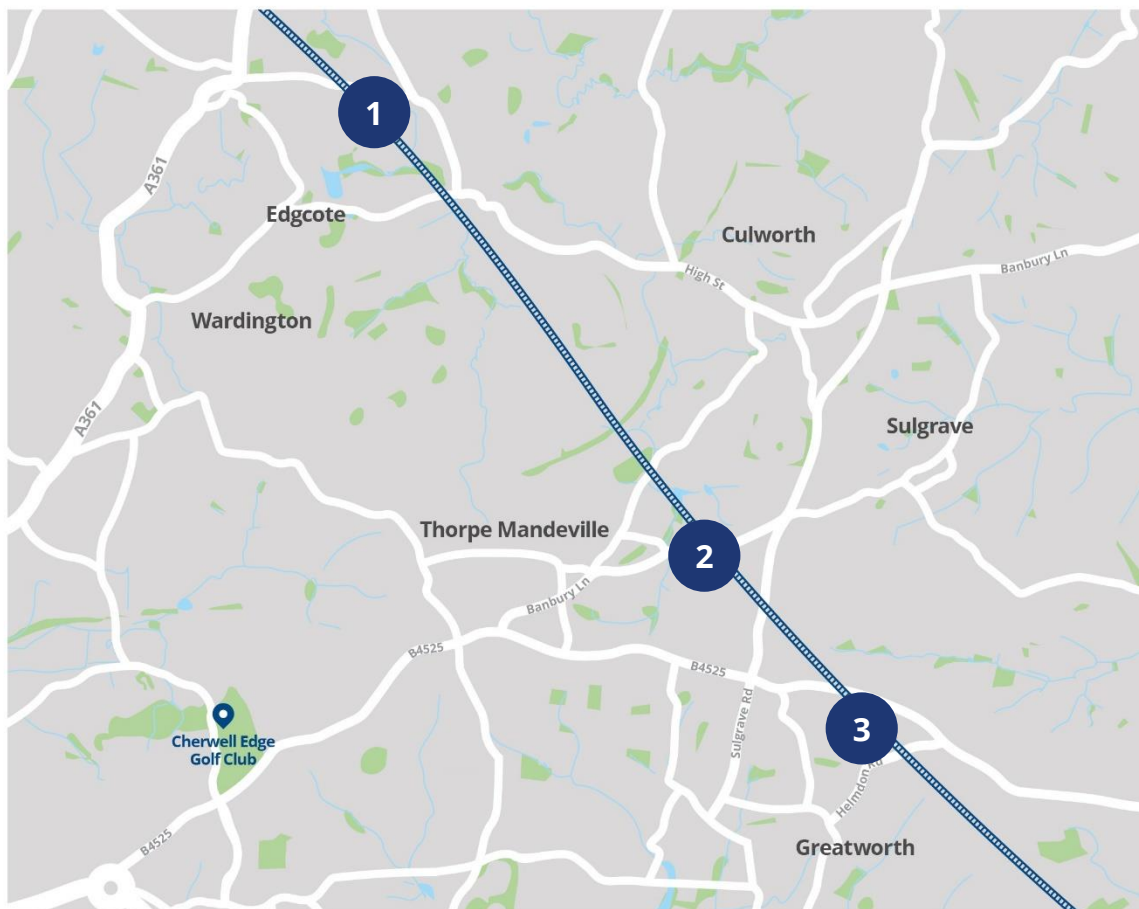 1
A361
Edgcote
Culworth
Banbury Ln
High St
Wardington
A361
Sulgrave
Thorpe Mandeville
2
Banbury Ln
B4525
B4525
Sulgrave Rd
Cherwell Edge
Golf Club
3
Helmdon Rd
B4525
Greatworth